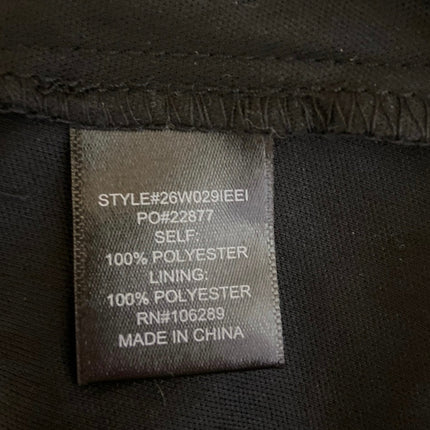 STYLE#26W029IEEI
PO#22877
SELF:
100% POLYESTER
LINING:
100% POLYESTER
RN#106289
MADE IN CHINA